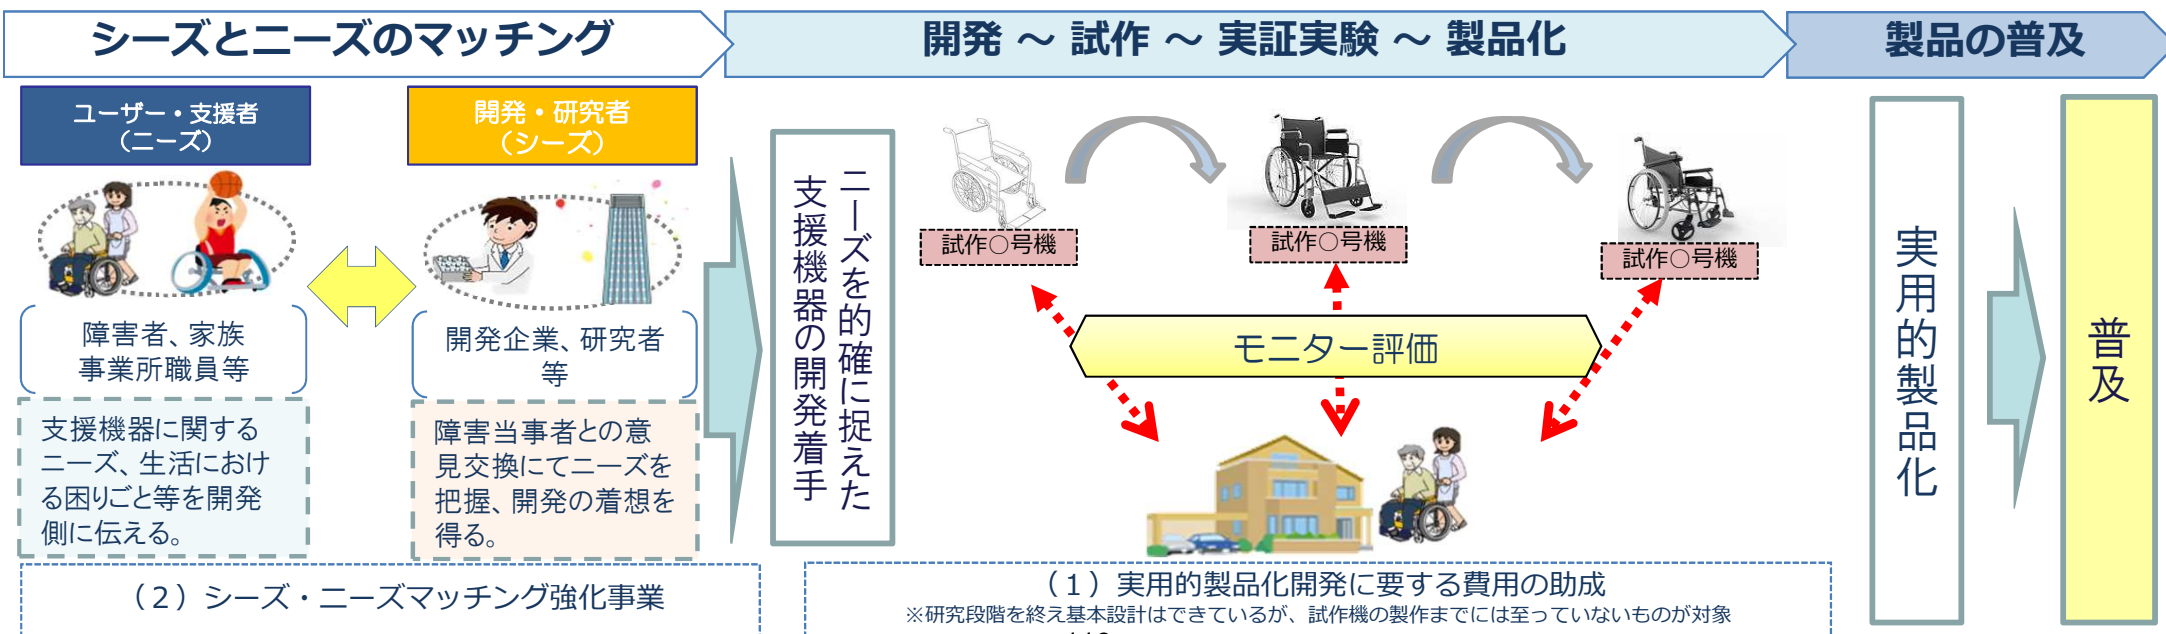 シーズとニーズのマッチング
開発 ～ 試作 ～ 実証実験 ～ 製品化
製品の普及
ユーザー・支援者
（ニーズ）
開発・研究者
（シーズ）
障害者、家族
事業所職員等
開発企業、研究者
等
支援機器に関する
ニーズ、生活におけ
る困りごと等を開発
側に伝える。
障害当事者との意
見交換にてニーズを
把握、開発の着想を
得る。
（2）シーズ・ニーズマッチング強化事業
ニーズを的確に捉えた
支援機器の開発着手
試作○号機
試作○号機
試作○号機
モニター評価
（1）実用的製品化開発に要する費用の助成
※研究段階を終え基本設計はできているが、試作機の製作までには至っていないものが対象
実用的製品化
普及